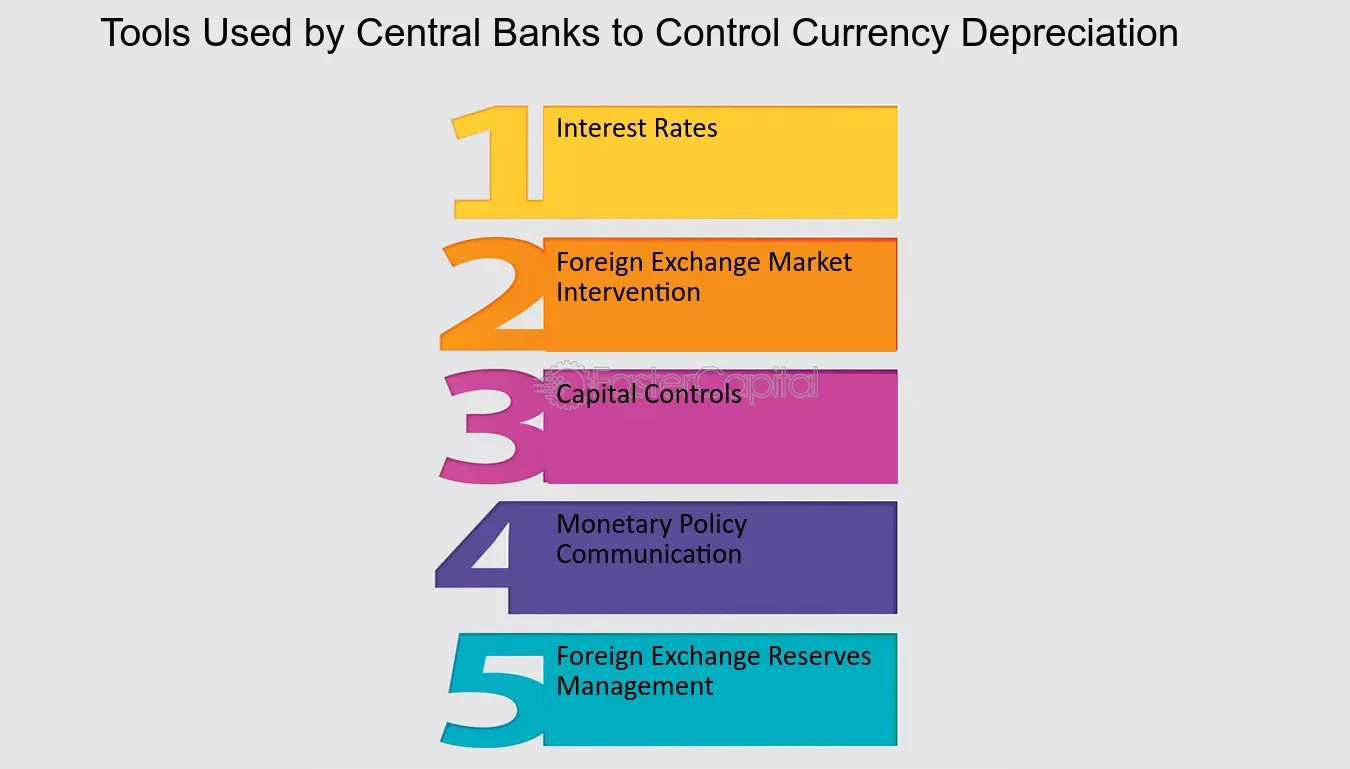 Tools Used by Central Banks to Control Currency Depreciation
1
Interest Rates
2
Foreign Exchange Market
Intervention
FasterCapital
3
Capital Controls
4
Monetary Policy
Communication
5
Foreign Exchange Reserves
Management